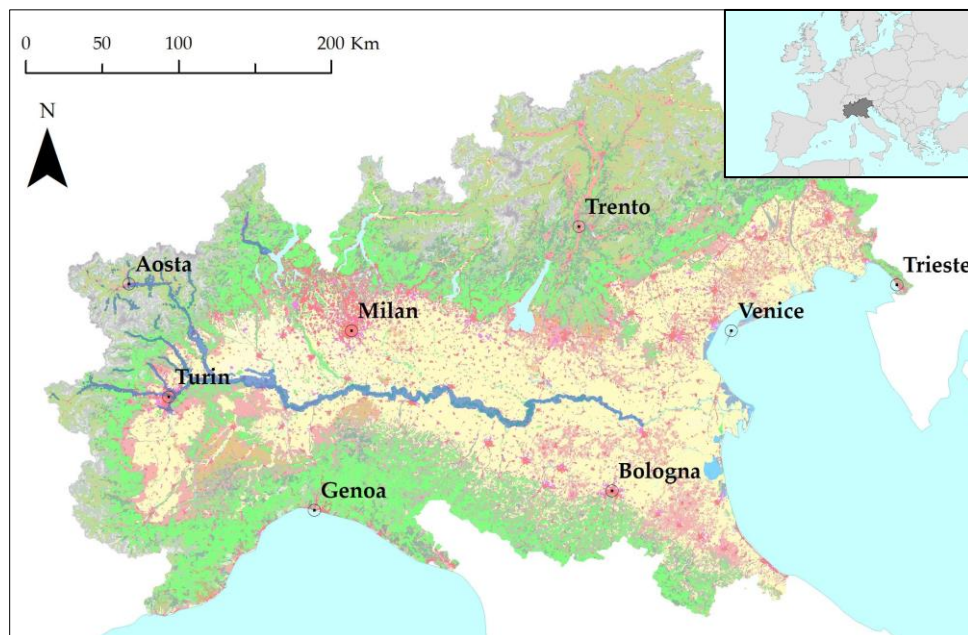 0 50 100 200 Km
N
Trento
Aosta
Trieste
Milan
Venice
Turin
Bologna
Genoa